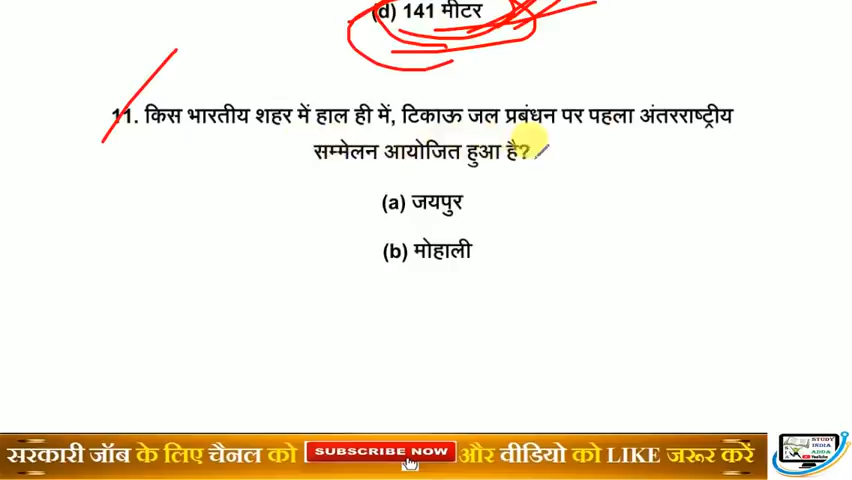 (d) 141 मीटर
11. किस भारतीय शहर में हाल ही में, टिकाऊ जल प्रबंधन पर पहला अंतरराष्ट्रीय
सम्मेलन आयोजित हुआ है?
(a) जयपुर
(b) मोहाली
सरकारी जॉब के लिए चैनल को SUBSCRIBE NOW और वीडियो को LIKE जरूर करें
STUDY
INDIA
ADDA
YouTube